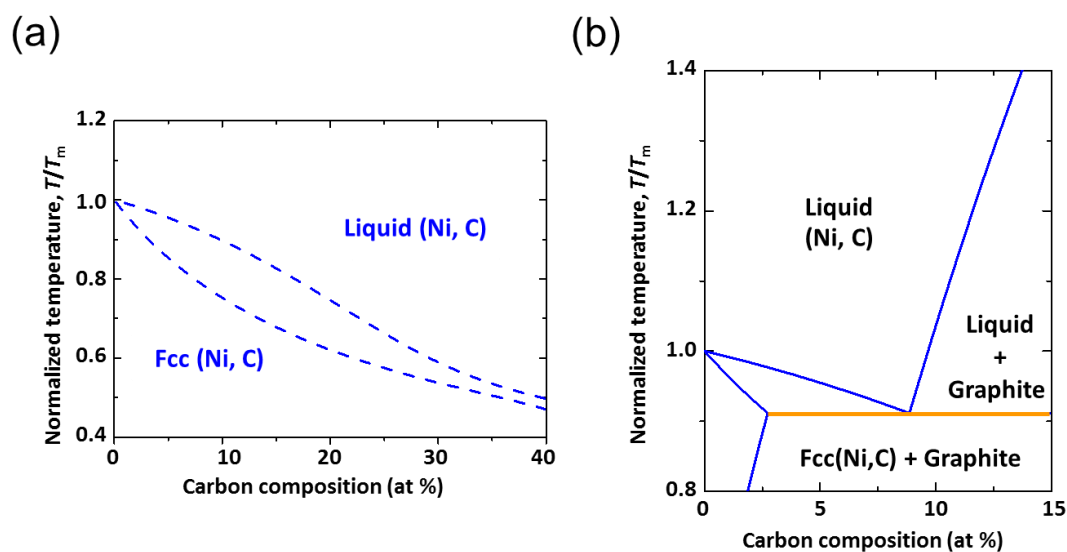 (a)
Normalized temperature, T/Tm
1.2
1.0
0.8
0.6
0.4
Liquid (Ni, C)
Fcc (Ni, C)
0
10
20
30
40
Carbon composition (at %)
(b)
Normalized temperature, T/Tm
1.4
1.2
1.0
0.8
Liquid
(Ni, C)
Liquid
+
Graphite
Fcc(Ni,C) + Graphite
0
5
10
15
Carbon composition (at %)